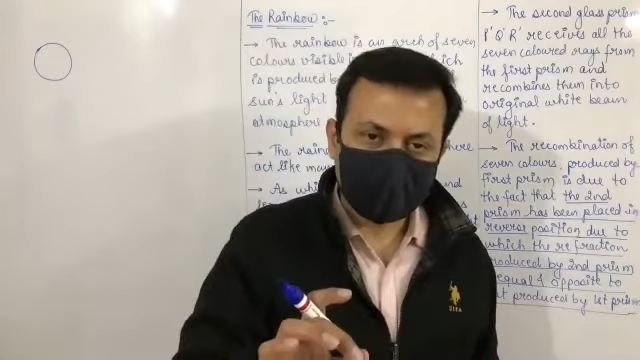 The Rainbow :-
→ The rainbow is an arch of seven
colours visible
is produced
sun's light
atmosphere
→ The
act like
→ As
→ The second glass prism
P'Q'R' receives all the
seven coloured rays from
the first prism and
recombines them into
original white beam
of light.
→ The recombination of
seven colours, produced by
first prism is due to
the fact that the 2nd
prism has been placed in
reverse position due to
which the refraction
produced by 2nd prism
equal & opposite to
produced by 1st prism